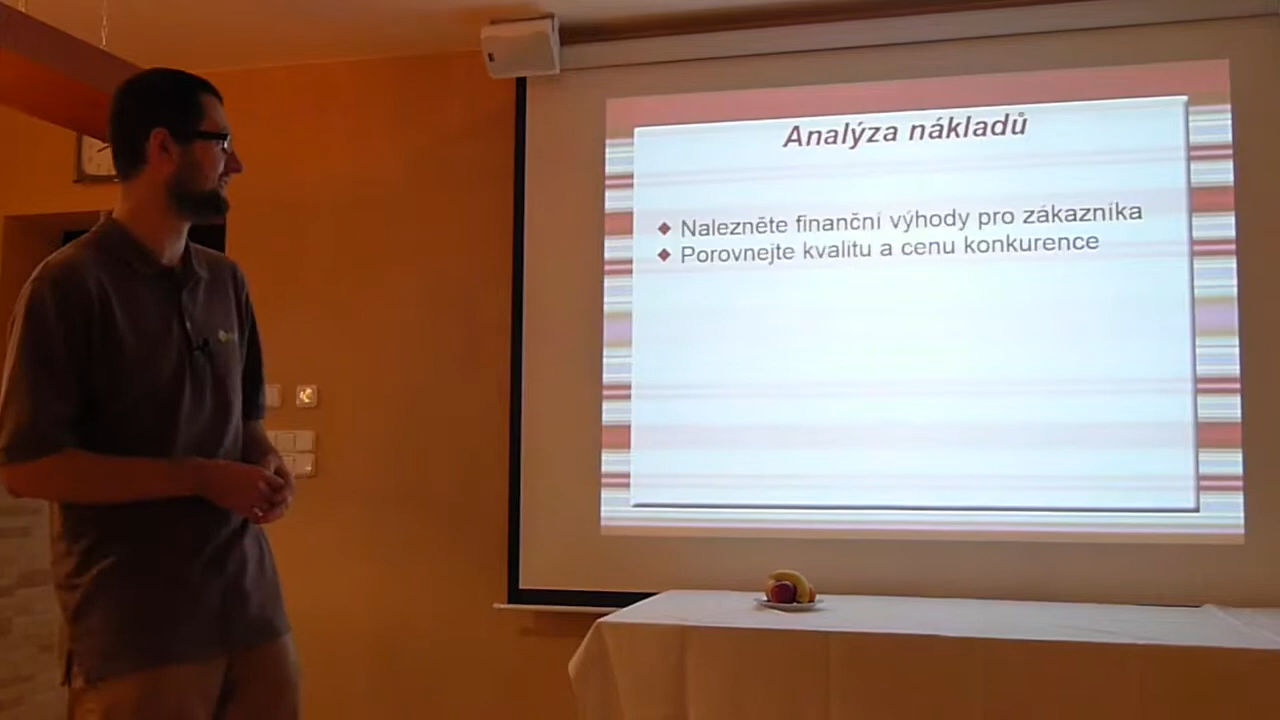 Analýza nákladů
Nalezněte finanční výhody pro zákazníka
Porovnejte kvalitu a cenu konkurence